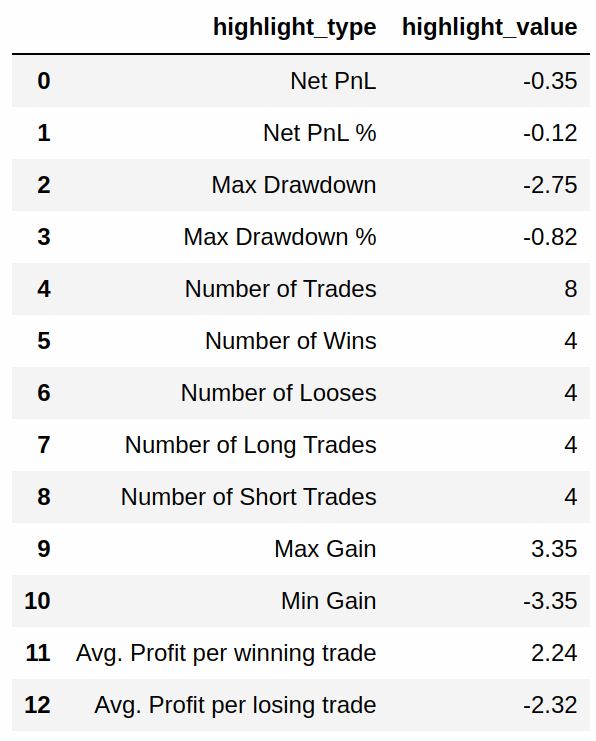 highlight_type highlight_value
0 Net PnL -0.35
1 Net PnL % -0.12
2 Max Drawdown -2.75
3 Max Drawdown % -0.82
4 Number of Trades 8
5 Number of Wins 4
6 Number of Looses 4
7 Number of Long Trades 4
8 Number of Short Trades 4
9 Max Gain 3.35
10 Min Gain -3.35
11 Avg. Profit per winning trade 2.24
12 Avg. Profit per losing trade -2.32